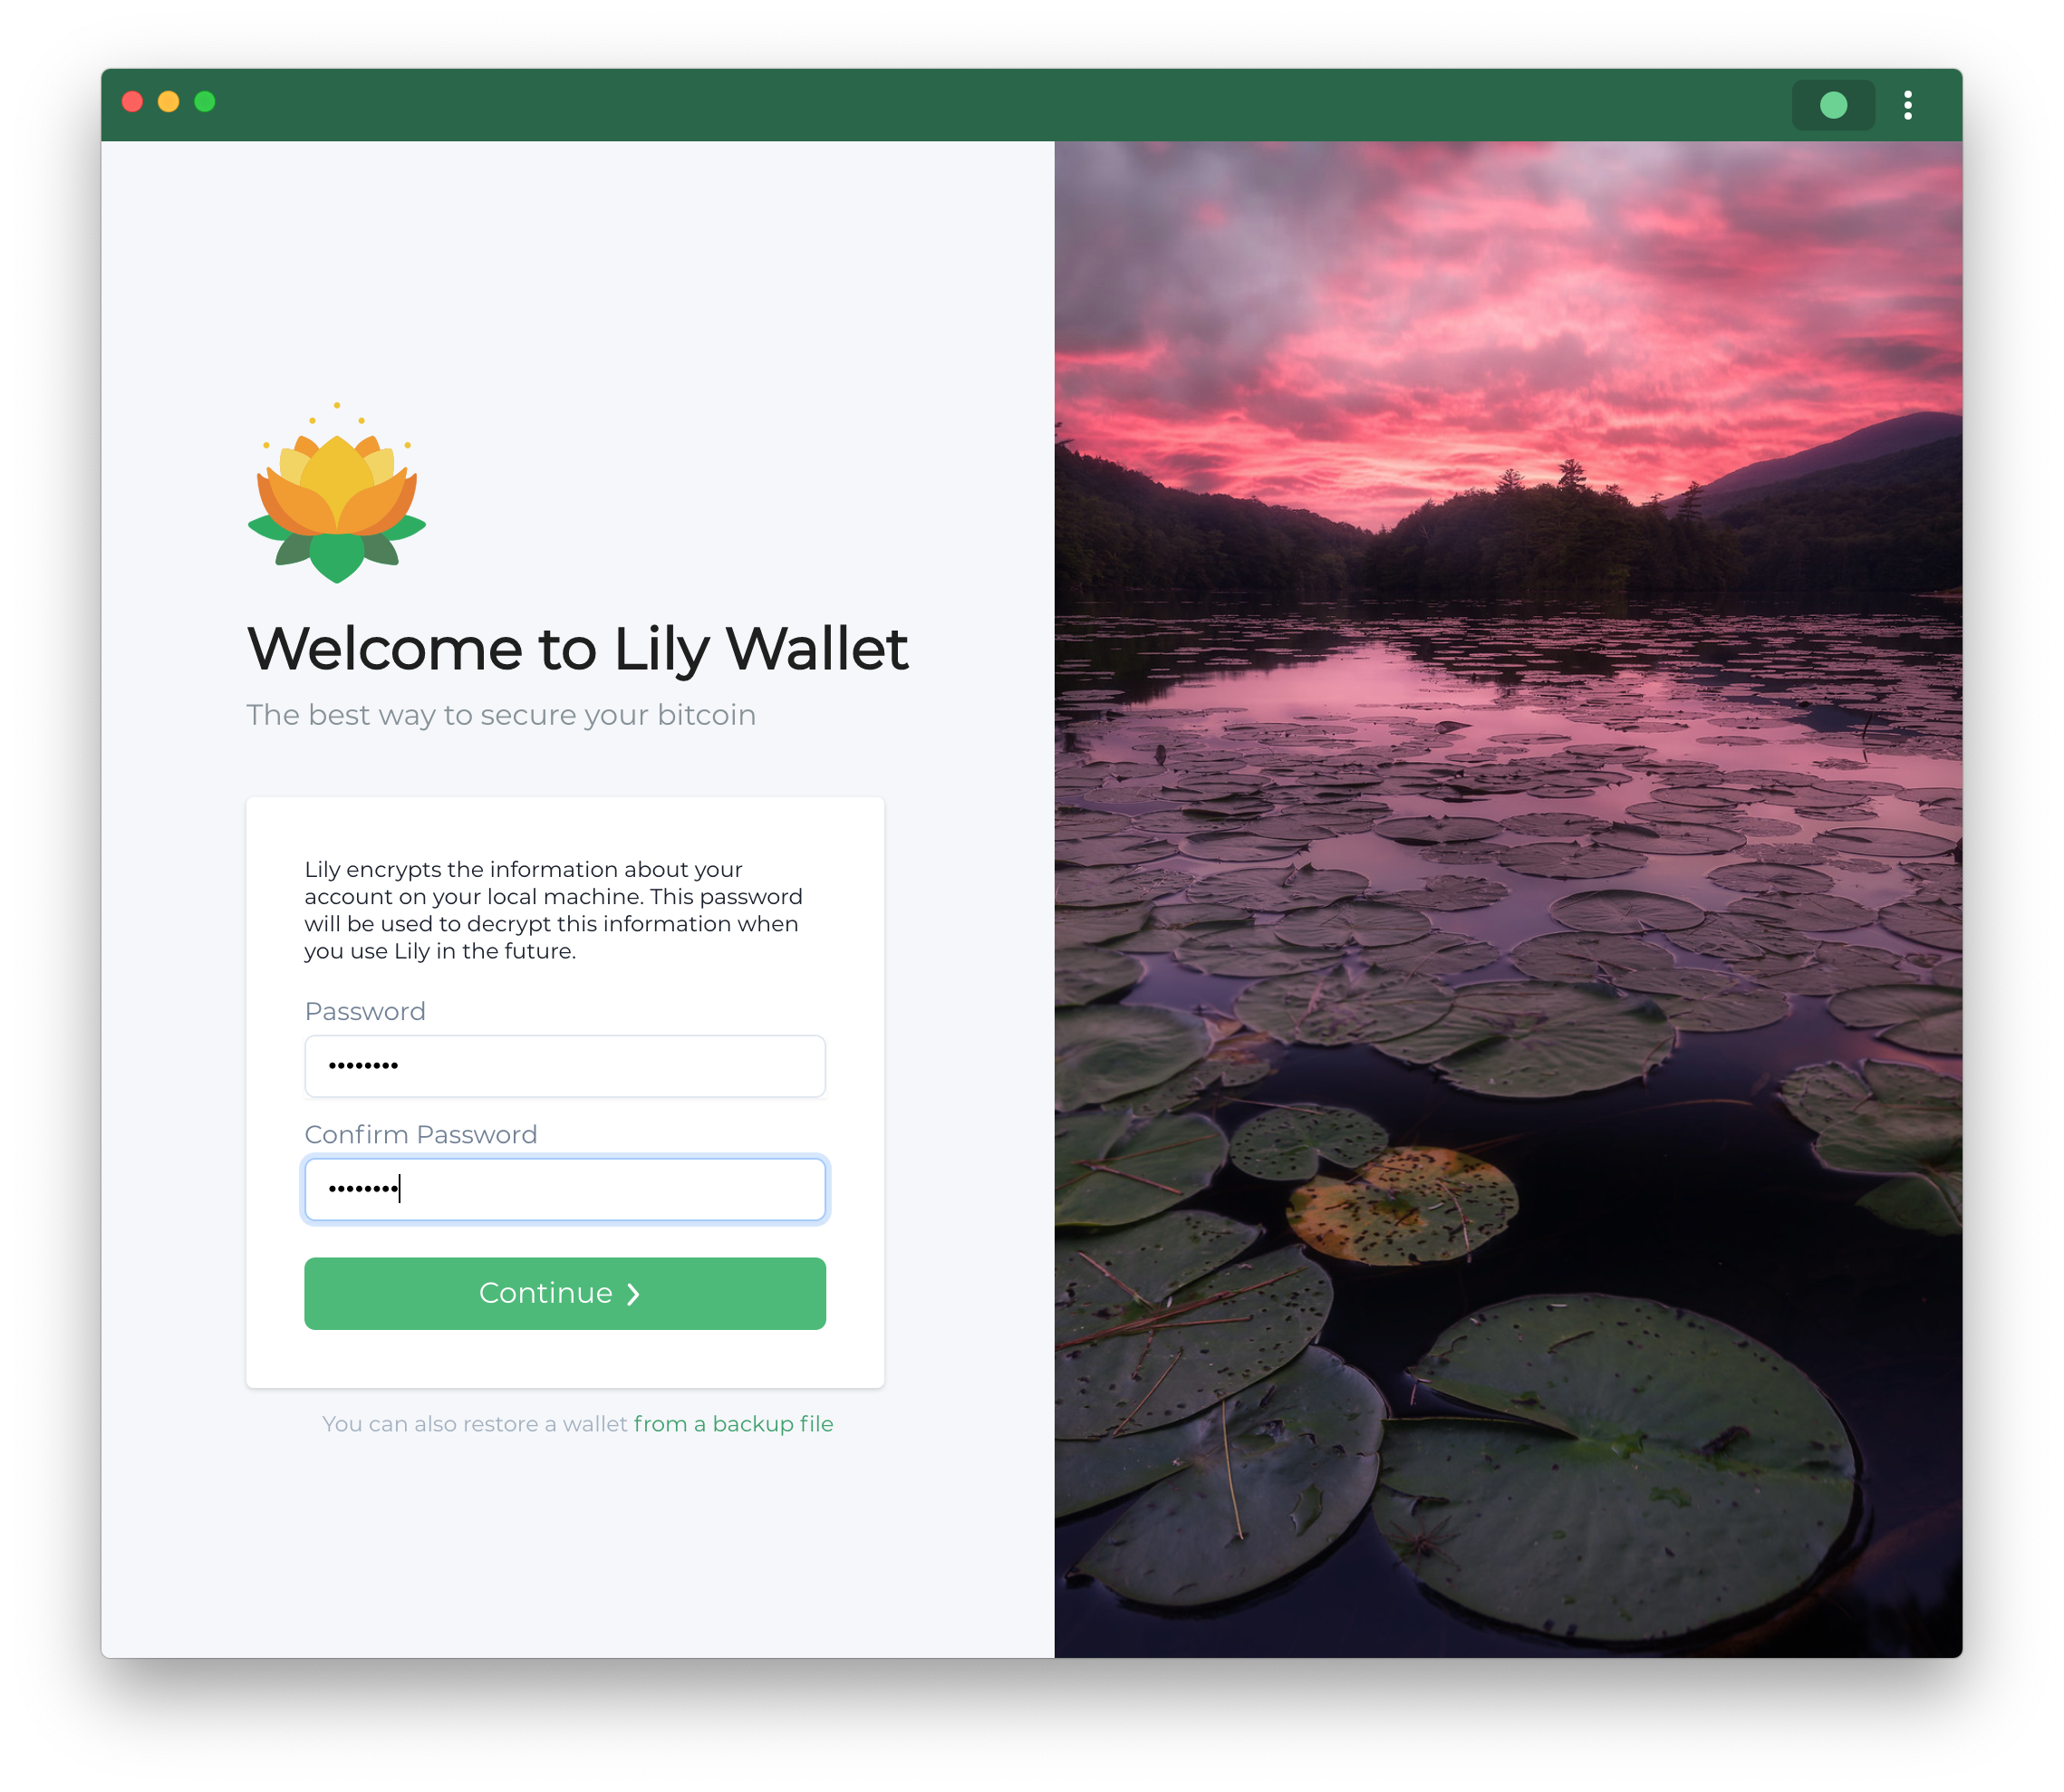 Welcome to Lily Wallet
The best way to secure your bitcoin
Lily encrypts the information about your
account on your local machine. This password
will be used to decrypt this information when
you use Lily in the future.
Password
••••••••
Confirm Password
••••••••
Continue
You can also restore a wallet from a backup file